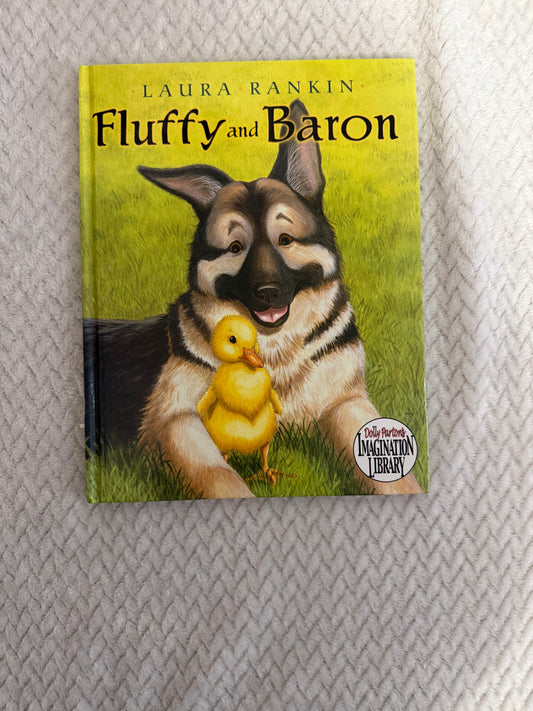 · LAURA · RANKIN ·
Fluffy and Baron
Dolly Parton's
IMAGINATION
LIBRARY